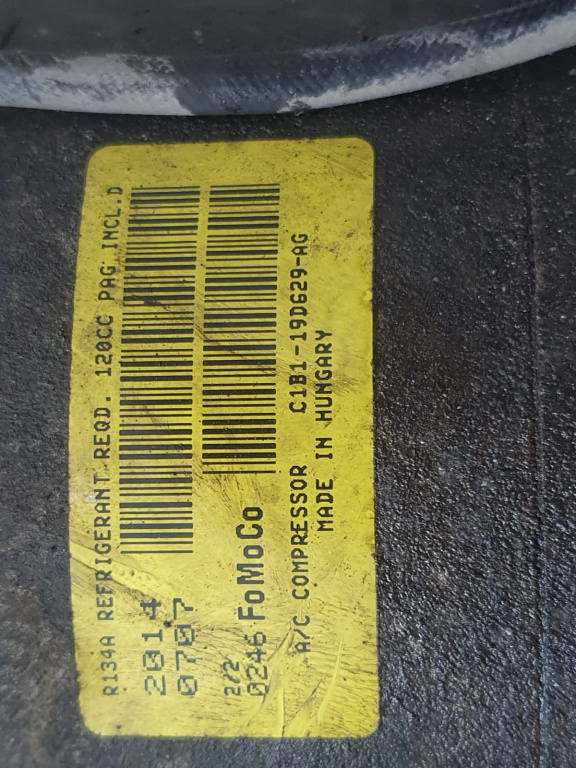 R134A REFRIGERANT REQD. 120CC PAG INCL.D
2014
0707
2/2
0246 FoMoCo
A/C COMPRESSOR C1B1-19D629-AG
MADE IN HUNGARY